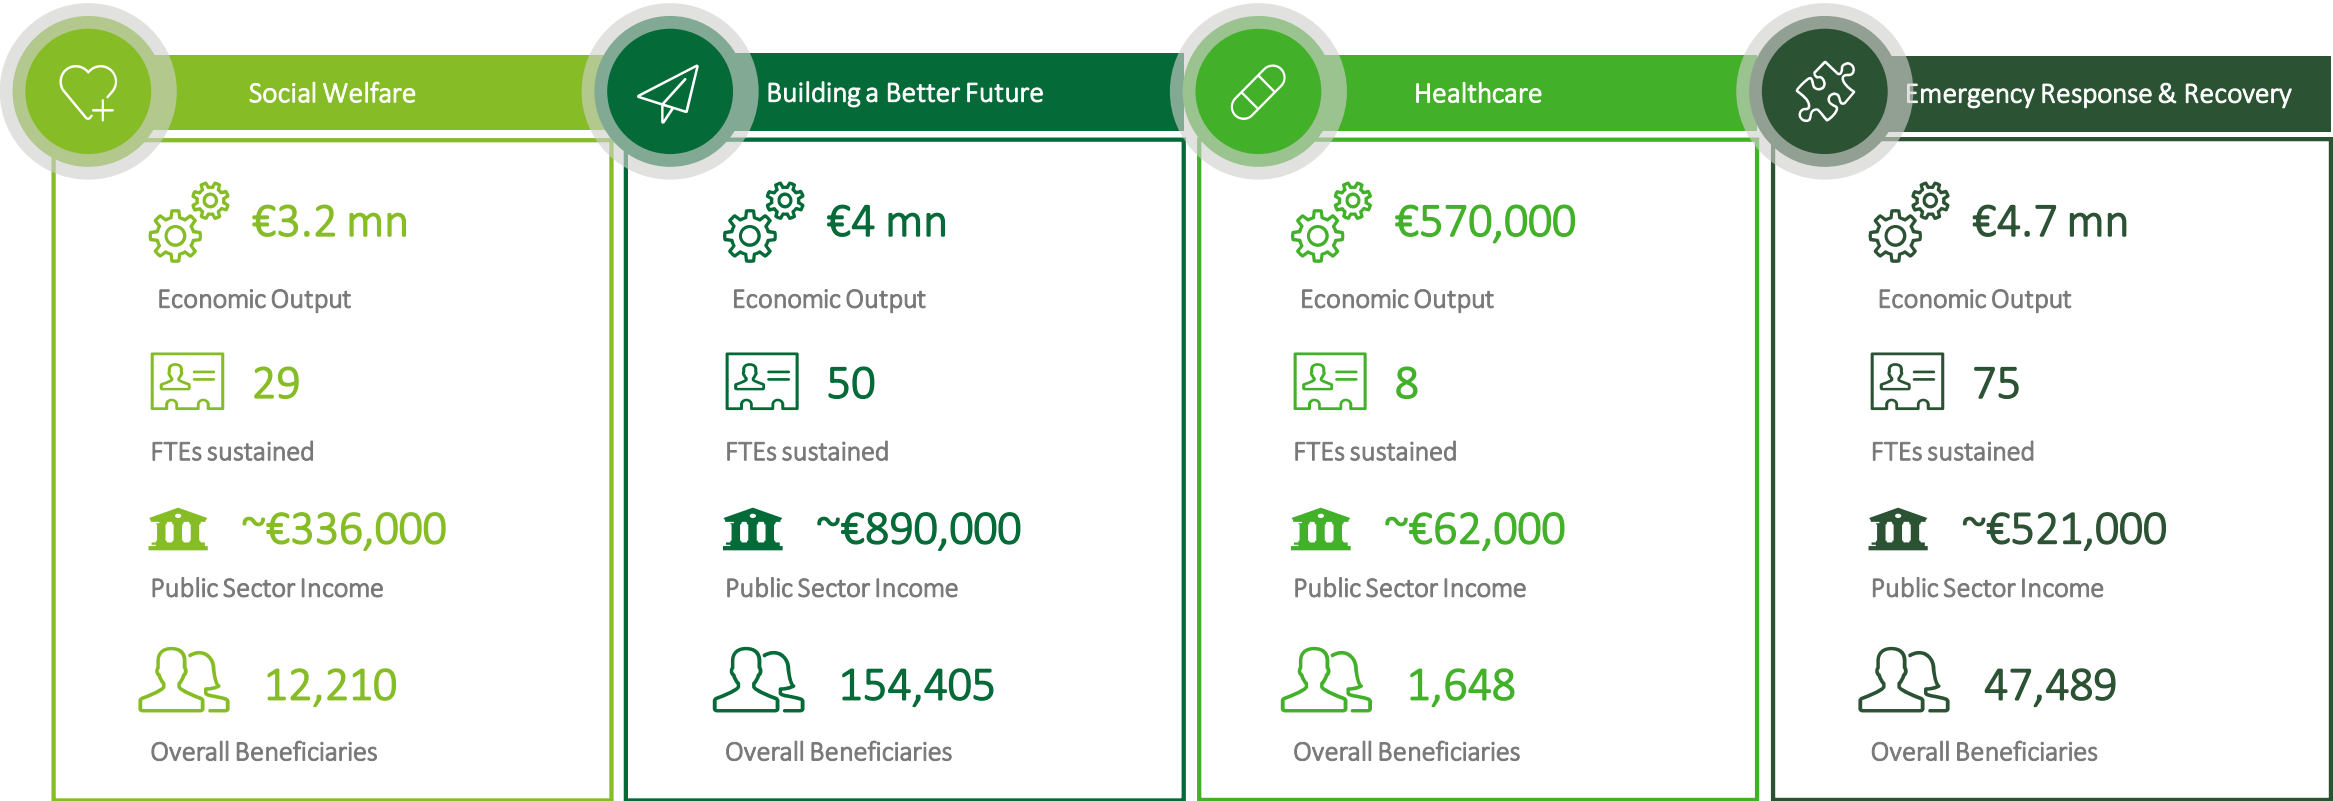 Social Welfare
€3.2 mn
Economic Output
29
FTEs sustained
~€336,000
Public Sector Income
12,210
Overall Beneficiaries
Building a Better Future
€4 mn
Economic Output
50
FTEs sustained
~€890,000
Public Sector Income
154,405
Overall Beneficiaries
Healthcare
€570,000
Economic Output
8
FTEs sustained
~€62,000
Public Sector Income
1,648
Overall Beneficiaries
Emergency Response & Recovery
€4.7 mn
Economic Output
75
FTEs sustained
~€521,000
Public Sector Income
47,489
Overall Beneficiaries